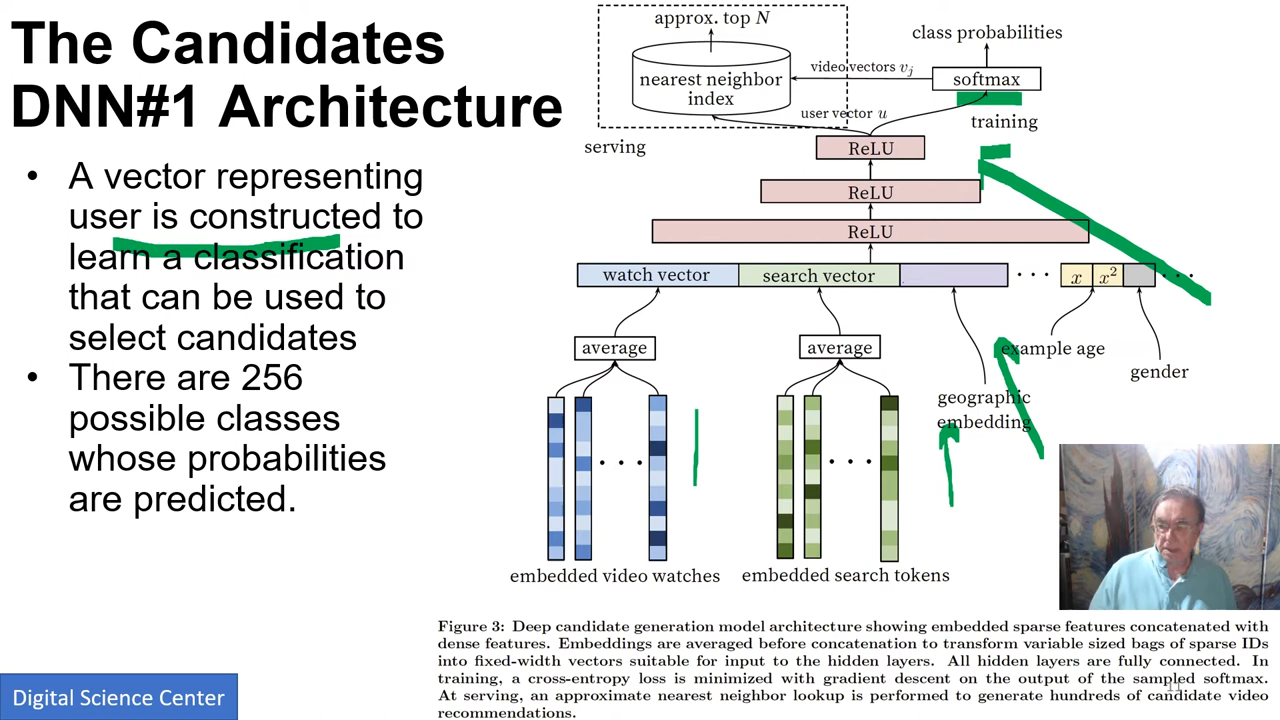 The Candidates
DNN#1 Architecture
• A vector representing
user is constructed to
learn a classification
that can be used to
select candidates
• There are 256
possible classes
whose probabilities
are predicted.
approx. top N
class probabilities
nearest neighbor
index
video vectors vj
softmax
user vector u
training
serving
ReLU
ReLU
ReLU
watch vector
search vector
...
x
x²
...
average
average
example age
gender
geographic
embedding
...
...
embedded video watches
embedded search tokens
Figure 3: Deep candidate generation model architecture showing embedded sparse features concatenated with
dense features. Embeddings are averaged before concatenation to transform variable sized bags of sparse IDs
into fixed-width vectors suitable for input to the hidden layers. All hidden layers are fully connected. In
training, a cross-entropy loss is minimized with gradient descent on the output of the sampled softmax.
At serving, an approximate nearest neighbor lookup is performed to generate hundreds of candidate video
recommendations.
Digital Science Center